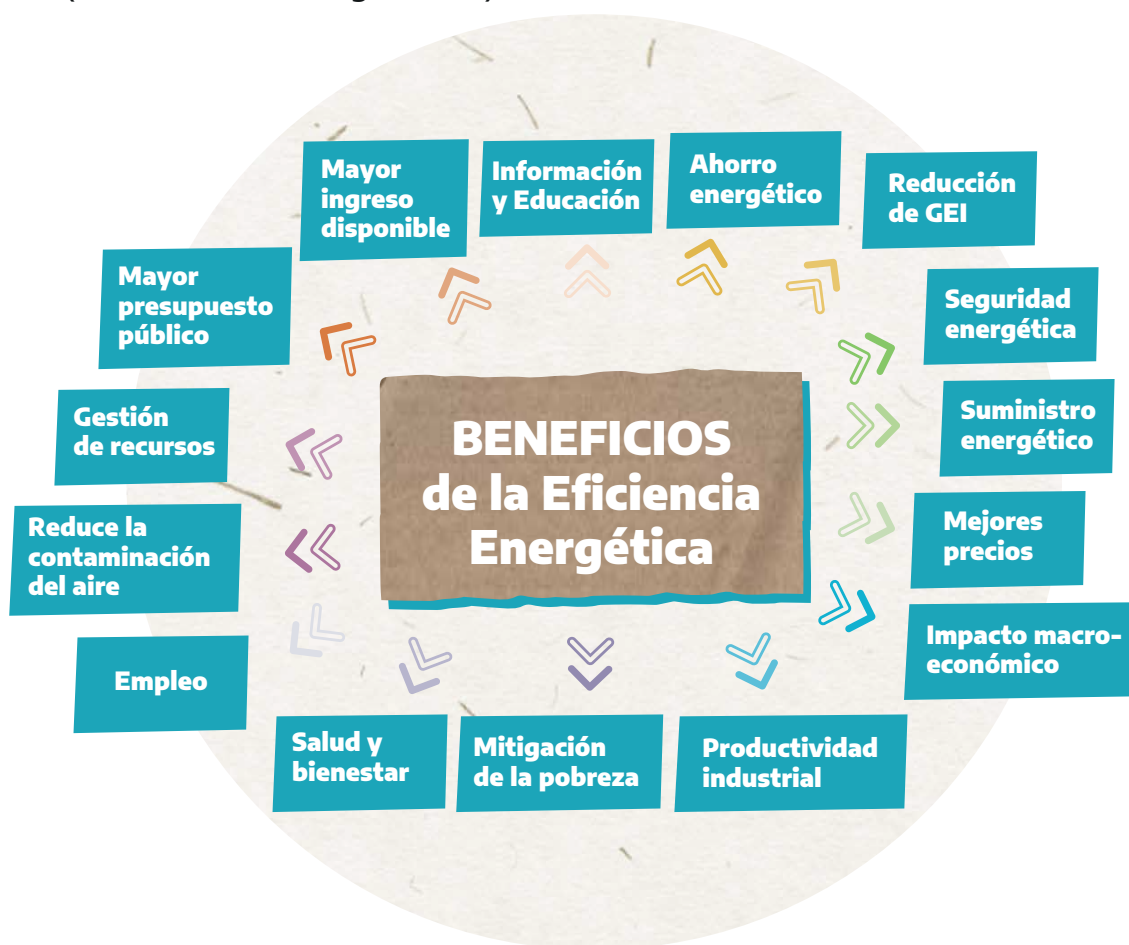 BENEFICIOS
de la Eficiencia
Energética
Mayor
ingreso
disponible
Información
y Educación
Ahorro
energético
Reducción
de GEI
Seguridad
energética
Suministro
energético
Mejores
precios
Impacto macro-
económico
Productividad
industrial
Mitigación
de la pobreza
Salud y
bienestar
Empleo
Reduce la
contaminación
del aire
Gestión
de recursos
Mayor
presupuesto
público